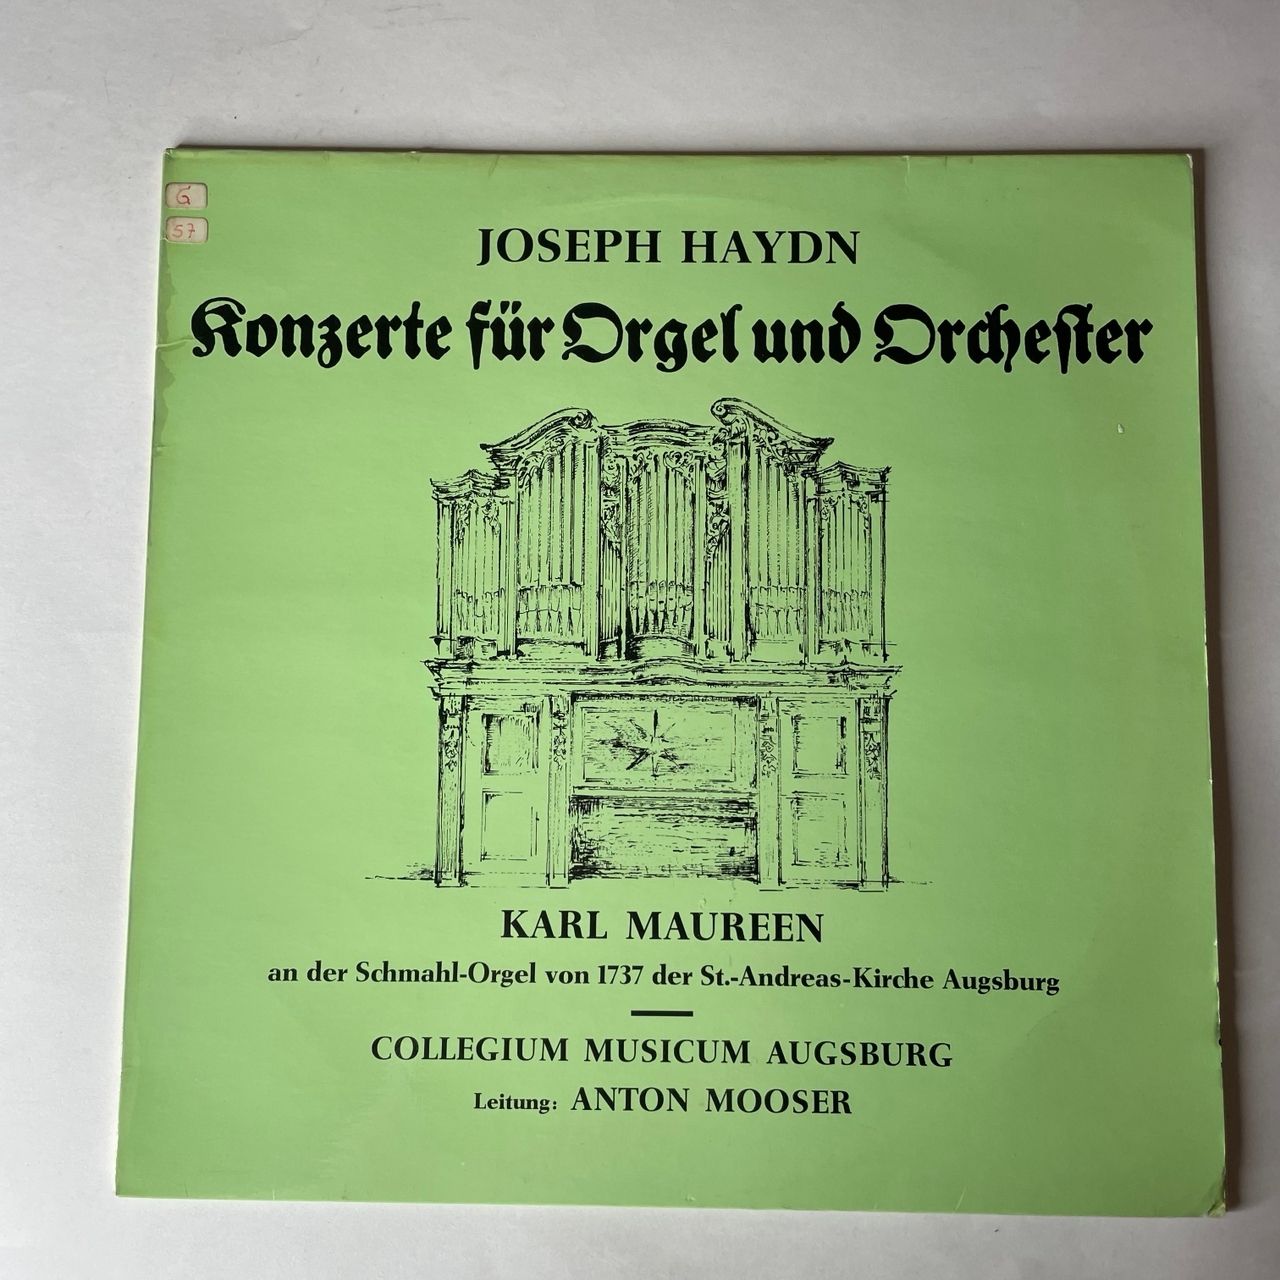 G
57
JOSEPH HAYDN
Konzerte für Orgel und Orcheſter
KARL MAUREEN
an der Schmahl-Orgel von 1737 der St.-Andreas-Kirche Augsburg
COLLEGIUM MUSICUM AUGSBURG
Leitung: ANTON MOOSER